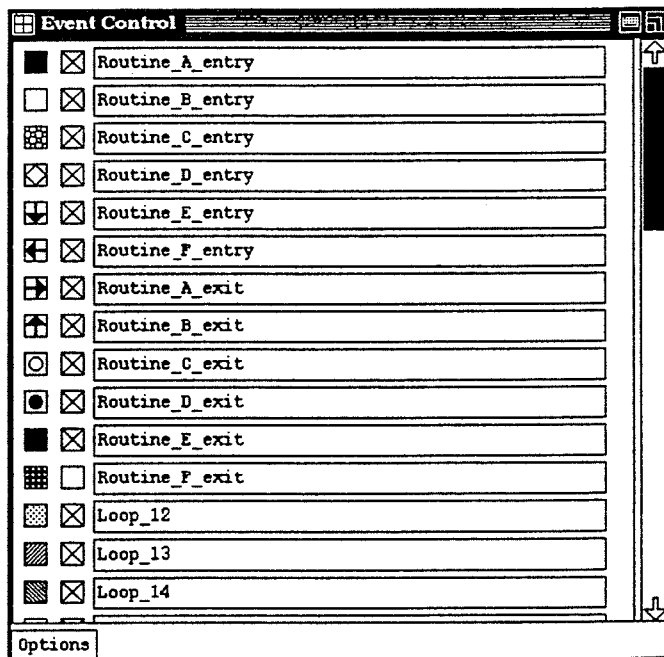 Event Control
Routine_A_entry
Routine_B_entry
Routine_C_entry
Routine_D_entry
Routine_E_entry
Routine_F_entry
Routine_A_exit
Routine_B_exit
Routine_C_exit
Routine_D_exit
Routine_E_exit
Routine_F_exit
Loop_12
Loop_13
Loop_14
Options